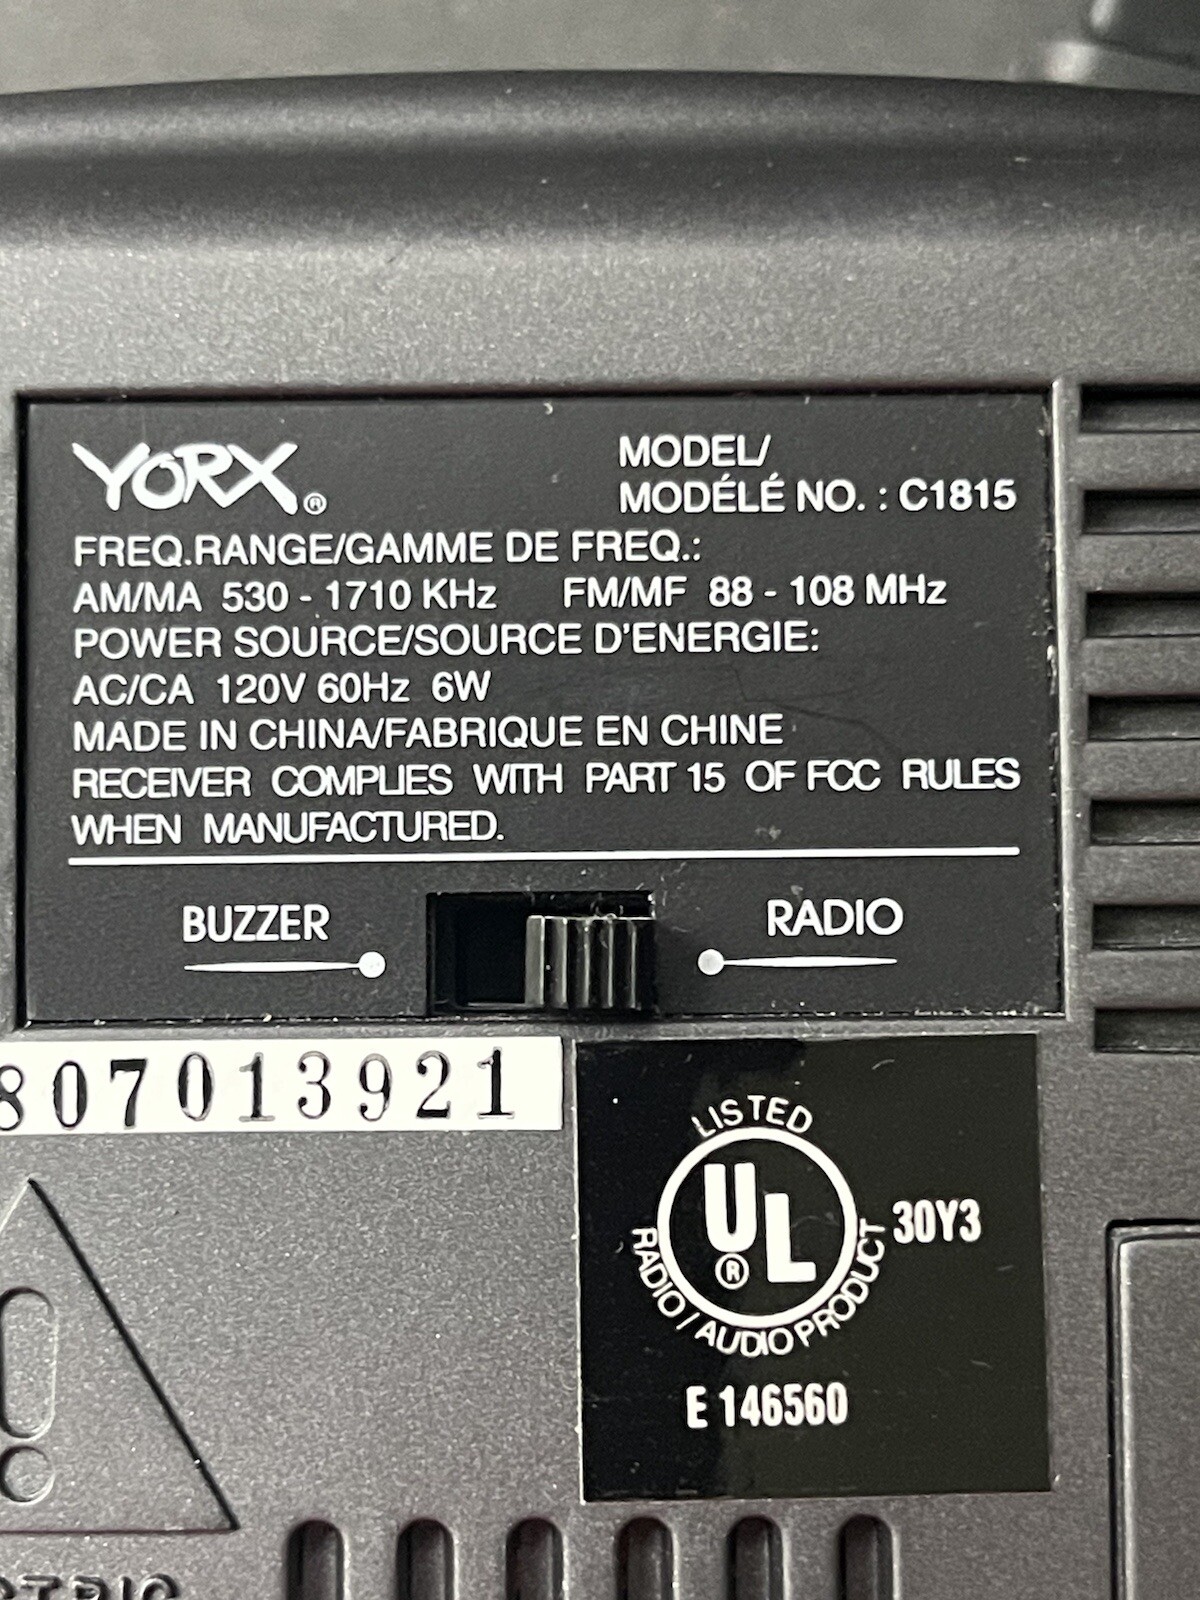 YORX®
MODEL/
MODÉLÉ NO. : C1815
FREQ.RANGE/GAMME DE FREQ.:
AM/MA 530 - 1710 KHz FM/MF 88 - 108 MHz
POWER SOURCE/SOURCE D'ENERGIE:
AC/CA 120V 60Hz 6W
MADE IN CHINA/FABRIQUE EN CHINE
RECEIVER COMPLIES WITH PART 15 OF FCC RULES
WHEN MANUFACTURED.
BUZZER RADIO
807013921
LISTED
UL®
30Y3
RADIO / AUDIO PRODUCT
E 146560